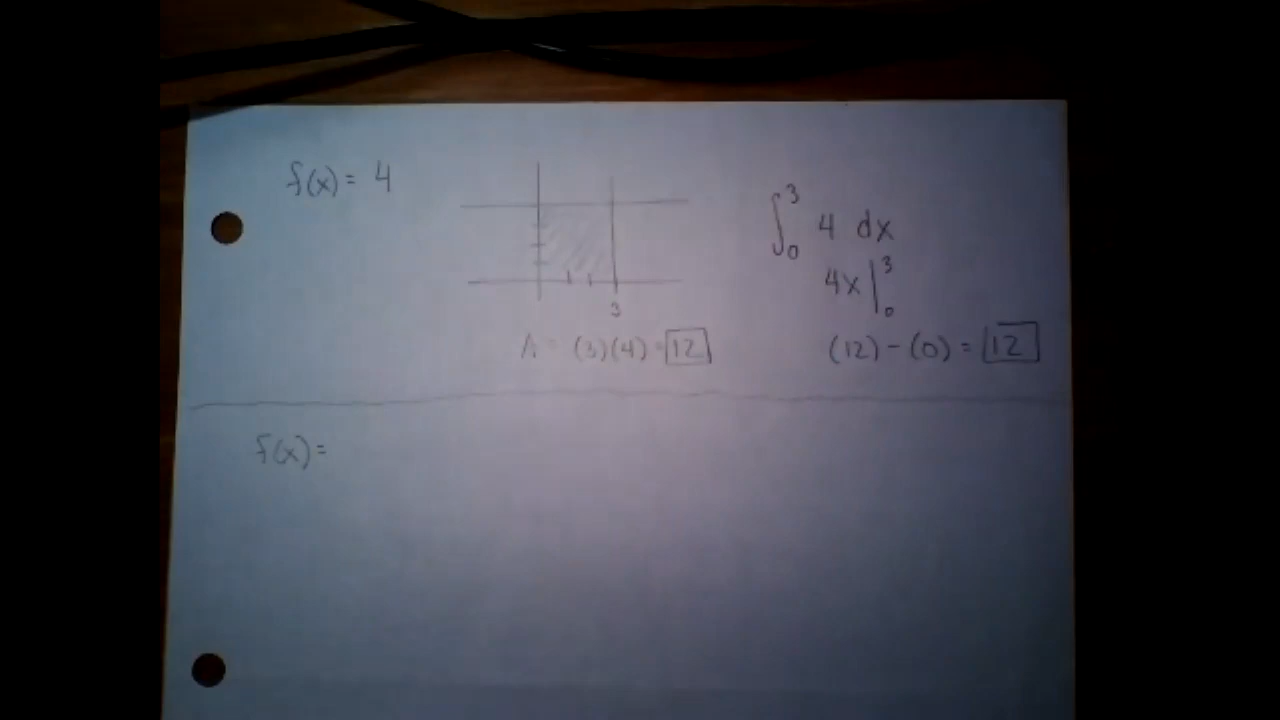 f(x) = 4
3
A = (3)(4) = 12
∫₀³ 4 dx
4x|₀³
(12) - (0) = 12
f(x) =